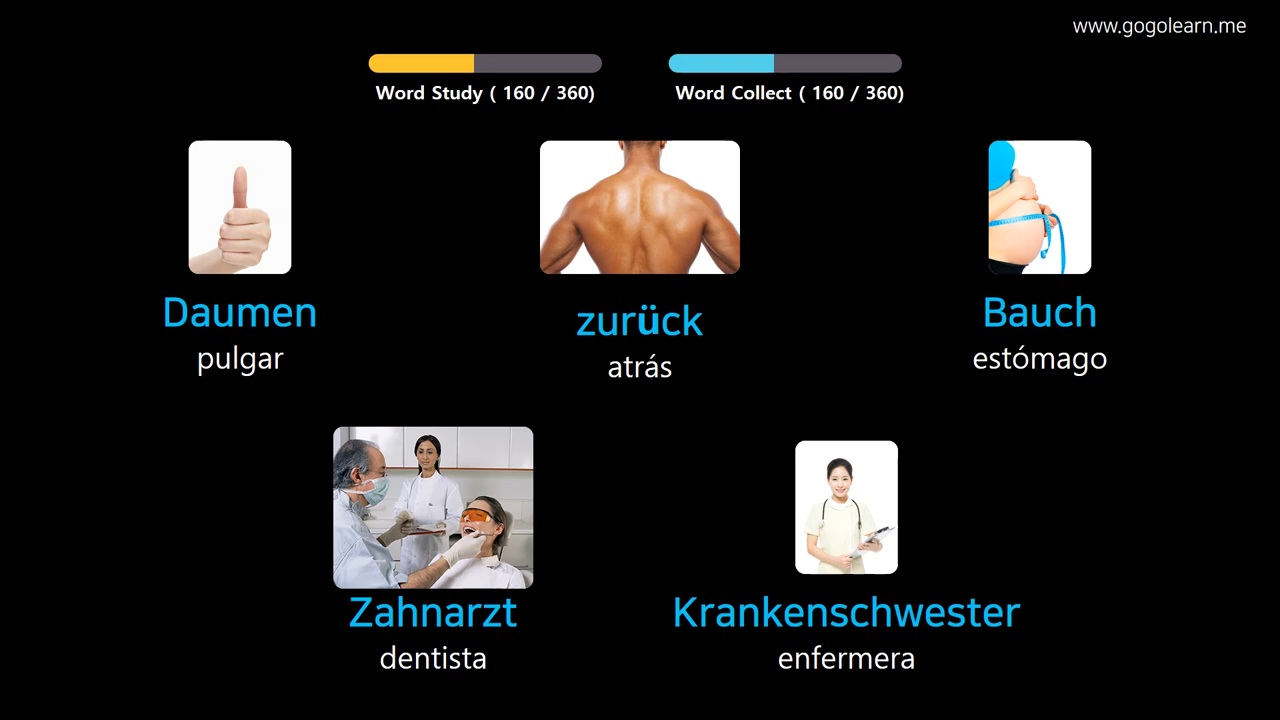 www.gogolearn.me
Word Study ( 160 / 360)
Word Collect ( 160 / 360)
Daumen
pulgar
zurück
atrás
Bauch
estómago
Zahnarzt
dentista
Krankenschwester
enfermera